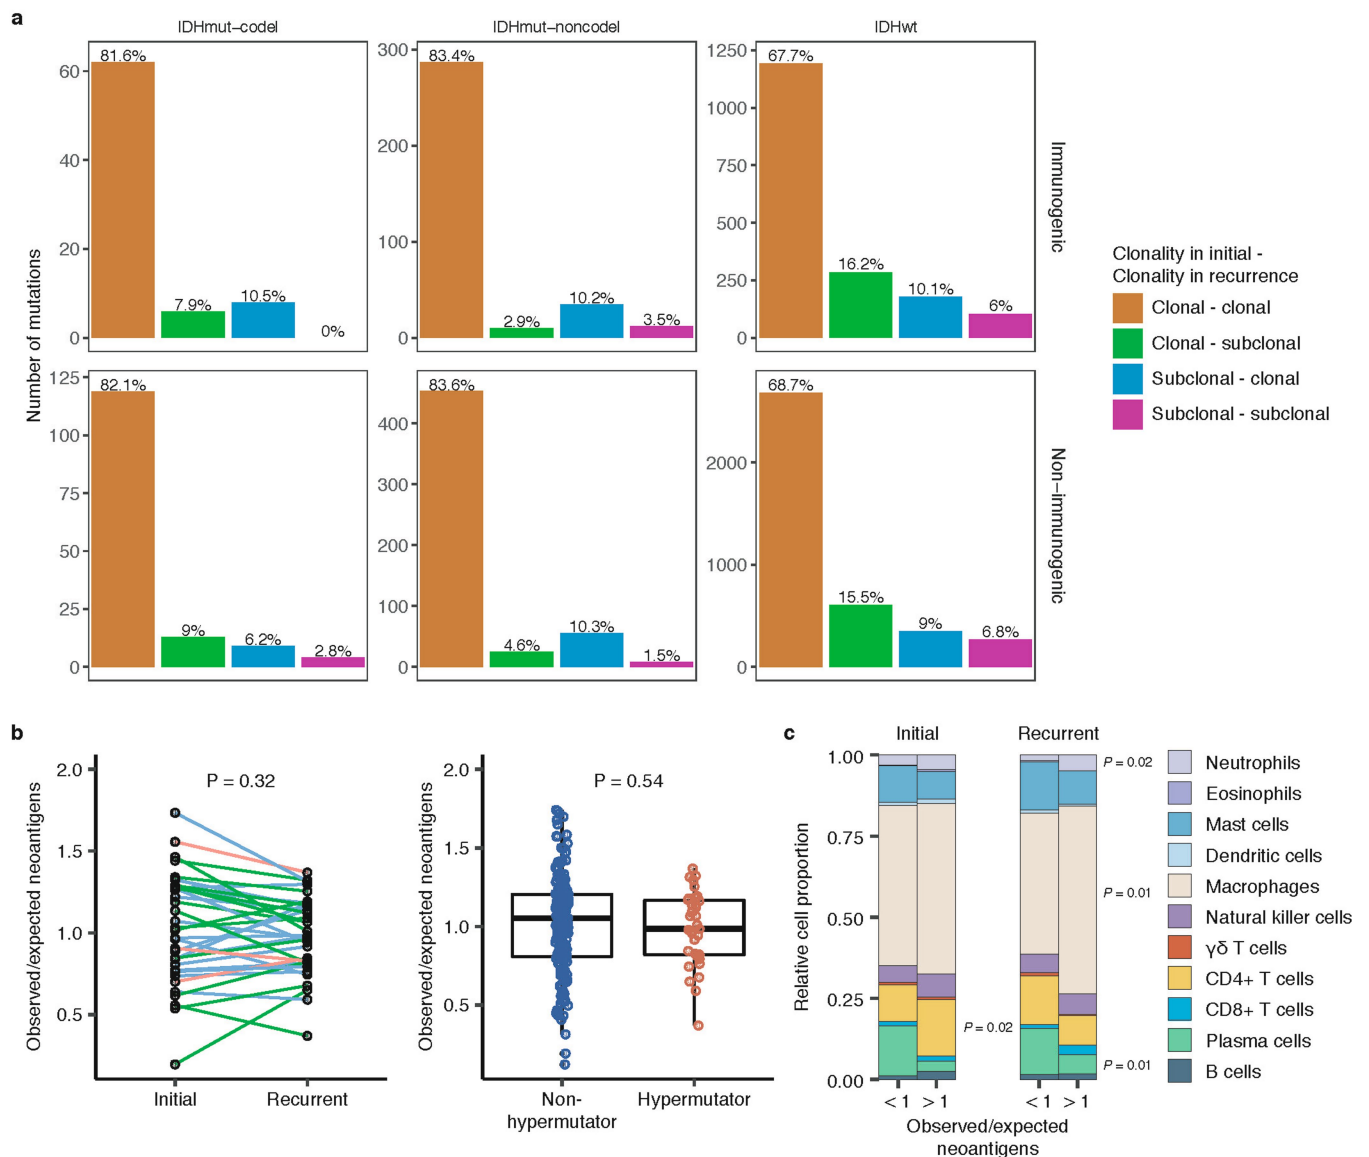 a
IDHmut–codel
IDHmut–noncodel
IDHwt
Number of mutations
60
40
20
0
81.6%
7.9%
10.5%
0%
300
200
100
0
83.4%
2.9%
10.2%
3.5%
1250
1000
750
500
250
0
67.7%
16.2%
10.1%
6%
Immunogenic
125
100
75
50
25
0
82.1%
9%
6.2%
2.8%
400
300
200
100
0
83.6%
4.6%
10.3%
1.5%
2000
1000
0
68.7%
15.5%
9%
6.8%
Non–immunogenic
Clonality in initial -
Clonality in recurrence
Clonal - clonal
Clonal - subclonal
Subclonal - clonal
Subclonal - subclonal
b
Observed/expected neoantigens
2.0
1.5
1.0
0.5
P = 0.32
Initial
Recurrent
Observed/expected neoantigens
2.0
1.5
1.0
0.5
P = 0.54
Non-
hypermutator
Hypermutator
c
Initial
Recurrent
Relative cell proportion
1.00
0.75
0.50
0.25
0.00
P = 0.02
P = 0.02
P = 0.01
P = 0.01
< 1
> 1
< 1
> 1
Observed/expected
neoantigens
Neutrophils
Eosinophils
Mast cells
Dendritic cells
Macrophages
Natural killer cells
γδ T cells
CD4+ T cells
CD8+ T cells
Plasma cells
B cells